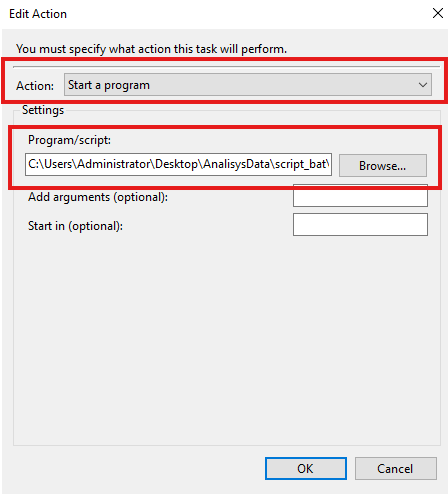 Edit Action
You must specify what action this task will perform.
Action: Start a program
Settings
Program/script:
C:\Users\Administrator\Desktop\AnalisysData\script_bat\ Browse...
Add arguments (optional):
Start in (optional):
OK Cancel